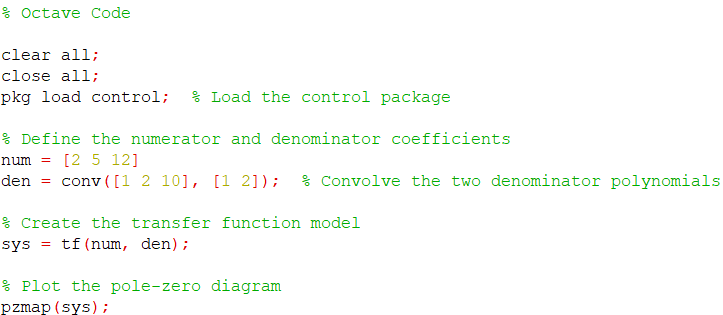 % Octave Code
clear all;
close all;
pkg load control;  % Load the control package
% Define the numerator and denominator coefficients
num = [2 5 12]
den = conv([1 2 10], [1 2]);  % Convolve the two denominator polynomials
% Create the transfer function model
sys = tf(num, den);
% Plot the pole-zero diagram
pzmap(sys);